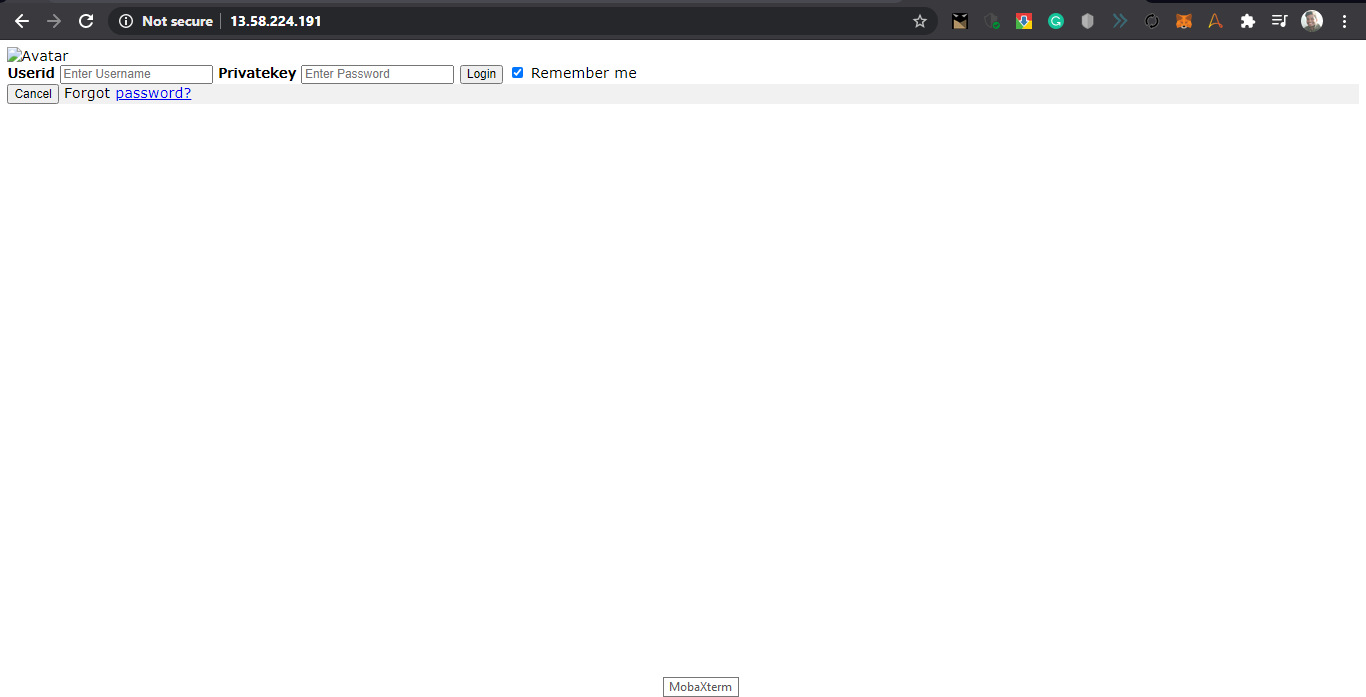 Not secure 13.58.224.191
Avatar
Userid Enter Username Privatekey Enter Password Login Remember me
Cancel Forgot password?
MobaXterm